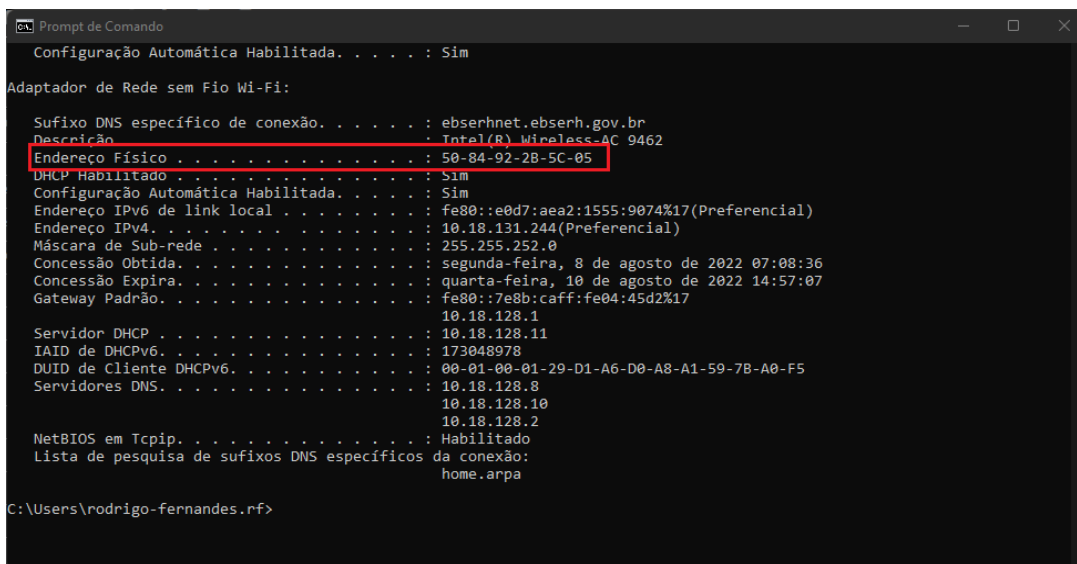 Prompt de Comando
Configuração Automática Habilitada. . . . . : Sim
Adaptador de Rede sem Fio Wi-Fi:
Sufixo DNS específico de conexão. . . . . . : ebserhnet.ebserh.gov.br
Descrição . . . . . . . . . . . . . . . . . : Intel(R) Wireless-AC 9462
Endereço Físico . . . . . . . . . . . . . . : 50-84-92-2B-5C-05
DHCP Habilitado . . . . . . . . . . . . . . : Sim
Configuração Automática Habilitada. . . . . : Sim
Endereço IPv6 de link local . . . . . . . . : fe80::e0d7:aea2:1555:9074%17(Preferencial)
Endereço IPv4. . . . . . . . . . . . . . . : 10.18.131.244(Preferencial)
Máscara de Sub-rede . . . . . . . . . . . . : 255.255.252.0
Concessão Obtida. . . . . . . . . . . . . . : segunda-feira, 8 de agosto de 2022 07:08:36
Concessão Expira. . . . . . . . . . . . . . : quarta-feira, 10 de agosto de 2022 14:57:07
Gateway Padrão. . . . . . . . . . . . . . . : fe80::7e8b:caff:fe04:45d2%17
10.18.128.1
Servidor DHCP . . . . . . . . . . . . . . . : 10.18.128.11
IAID de DHCPv6. . . . . . . . . . . . . . . : 173048978
DUID de Cliente DHCPv6. . . . . . . . . . . : 00-01-00-01-29-D1-A6-D0-A8-A1-59-7B-A0-F5
Servidores DNS. . . . . . . . . . . . . . . : 10.18.128.8
10.18.128.10
10.18.128.2
NetBIOS em Tcpip. . . . . . . . . . . . . . : Habilitado
Lista de pesquisa de sufixos DNS específicos da conexão:
home.arpa
C:\Users\rodrigo-fernandes.rf>